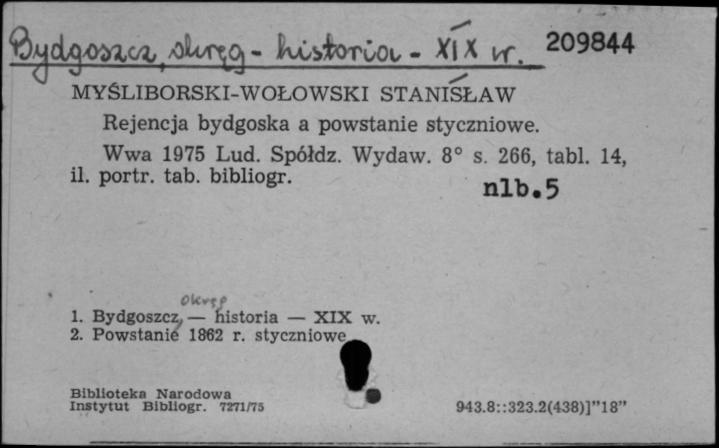 Bydgoszcz, okręg - historia - XIX w. 209844
MYŚLIBORSKI-WOŁOWSKI STANISŁAW
Rejencja bydgoska a powstanie styczniowe.
Wwa 1975 Lud. Spółdz. Wydaw. 8° s. 266, tabl. 14,
il. portr. tab. bibliogr.
nlb.5
okręg
1. Bydgoszcz, — historia — XIX w.
2. Powstanie 1862 r. styczniowe
Biblioteka Narodowa
Instytut Bibliogr. 7271/75
943.8::323.2(438)]"18"